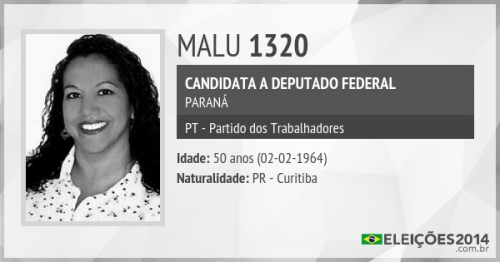 MALU 1320
CANDIDATA A DEPUTADO FEDERAL
PARANÁ
PT - Partido dos Trabalhadores
Idade: 50 anos (02-02-1964)
Naturalidade: PR - Curitiba
ELEIÇÕES2014
.com.br